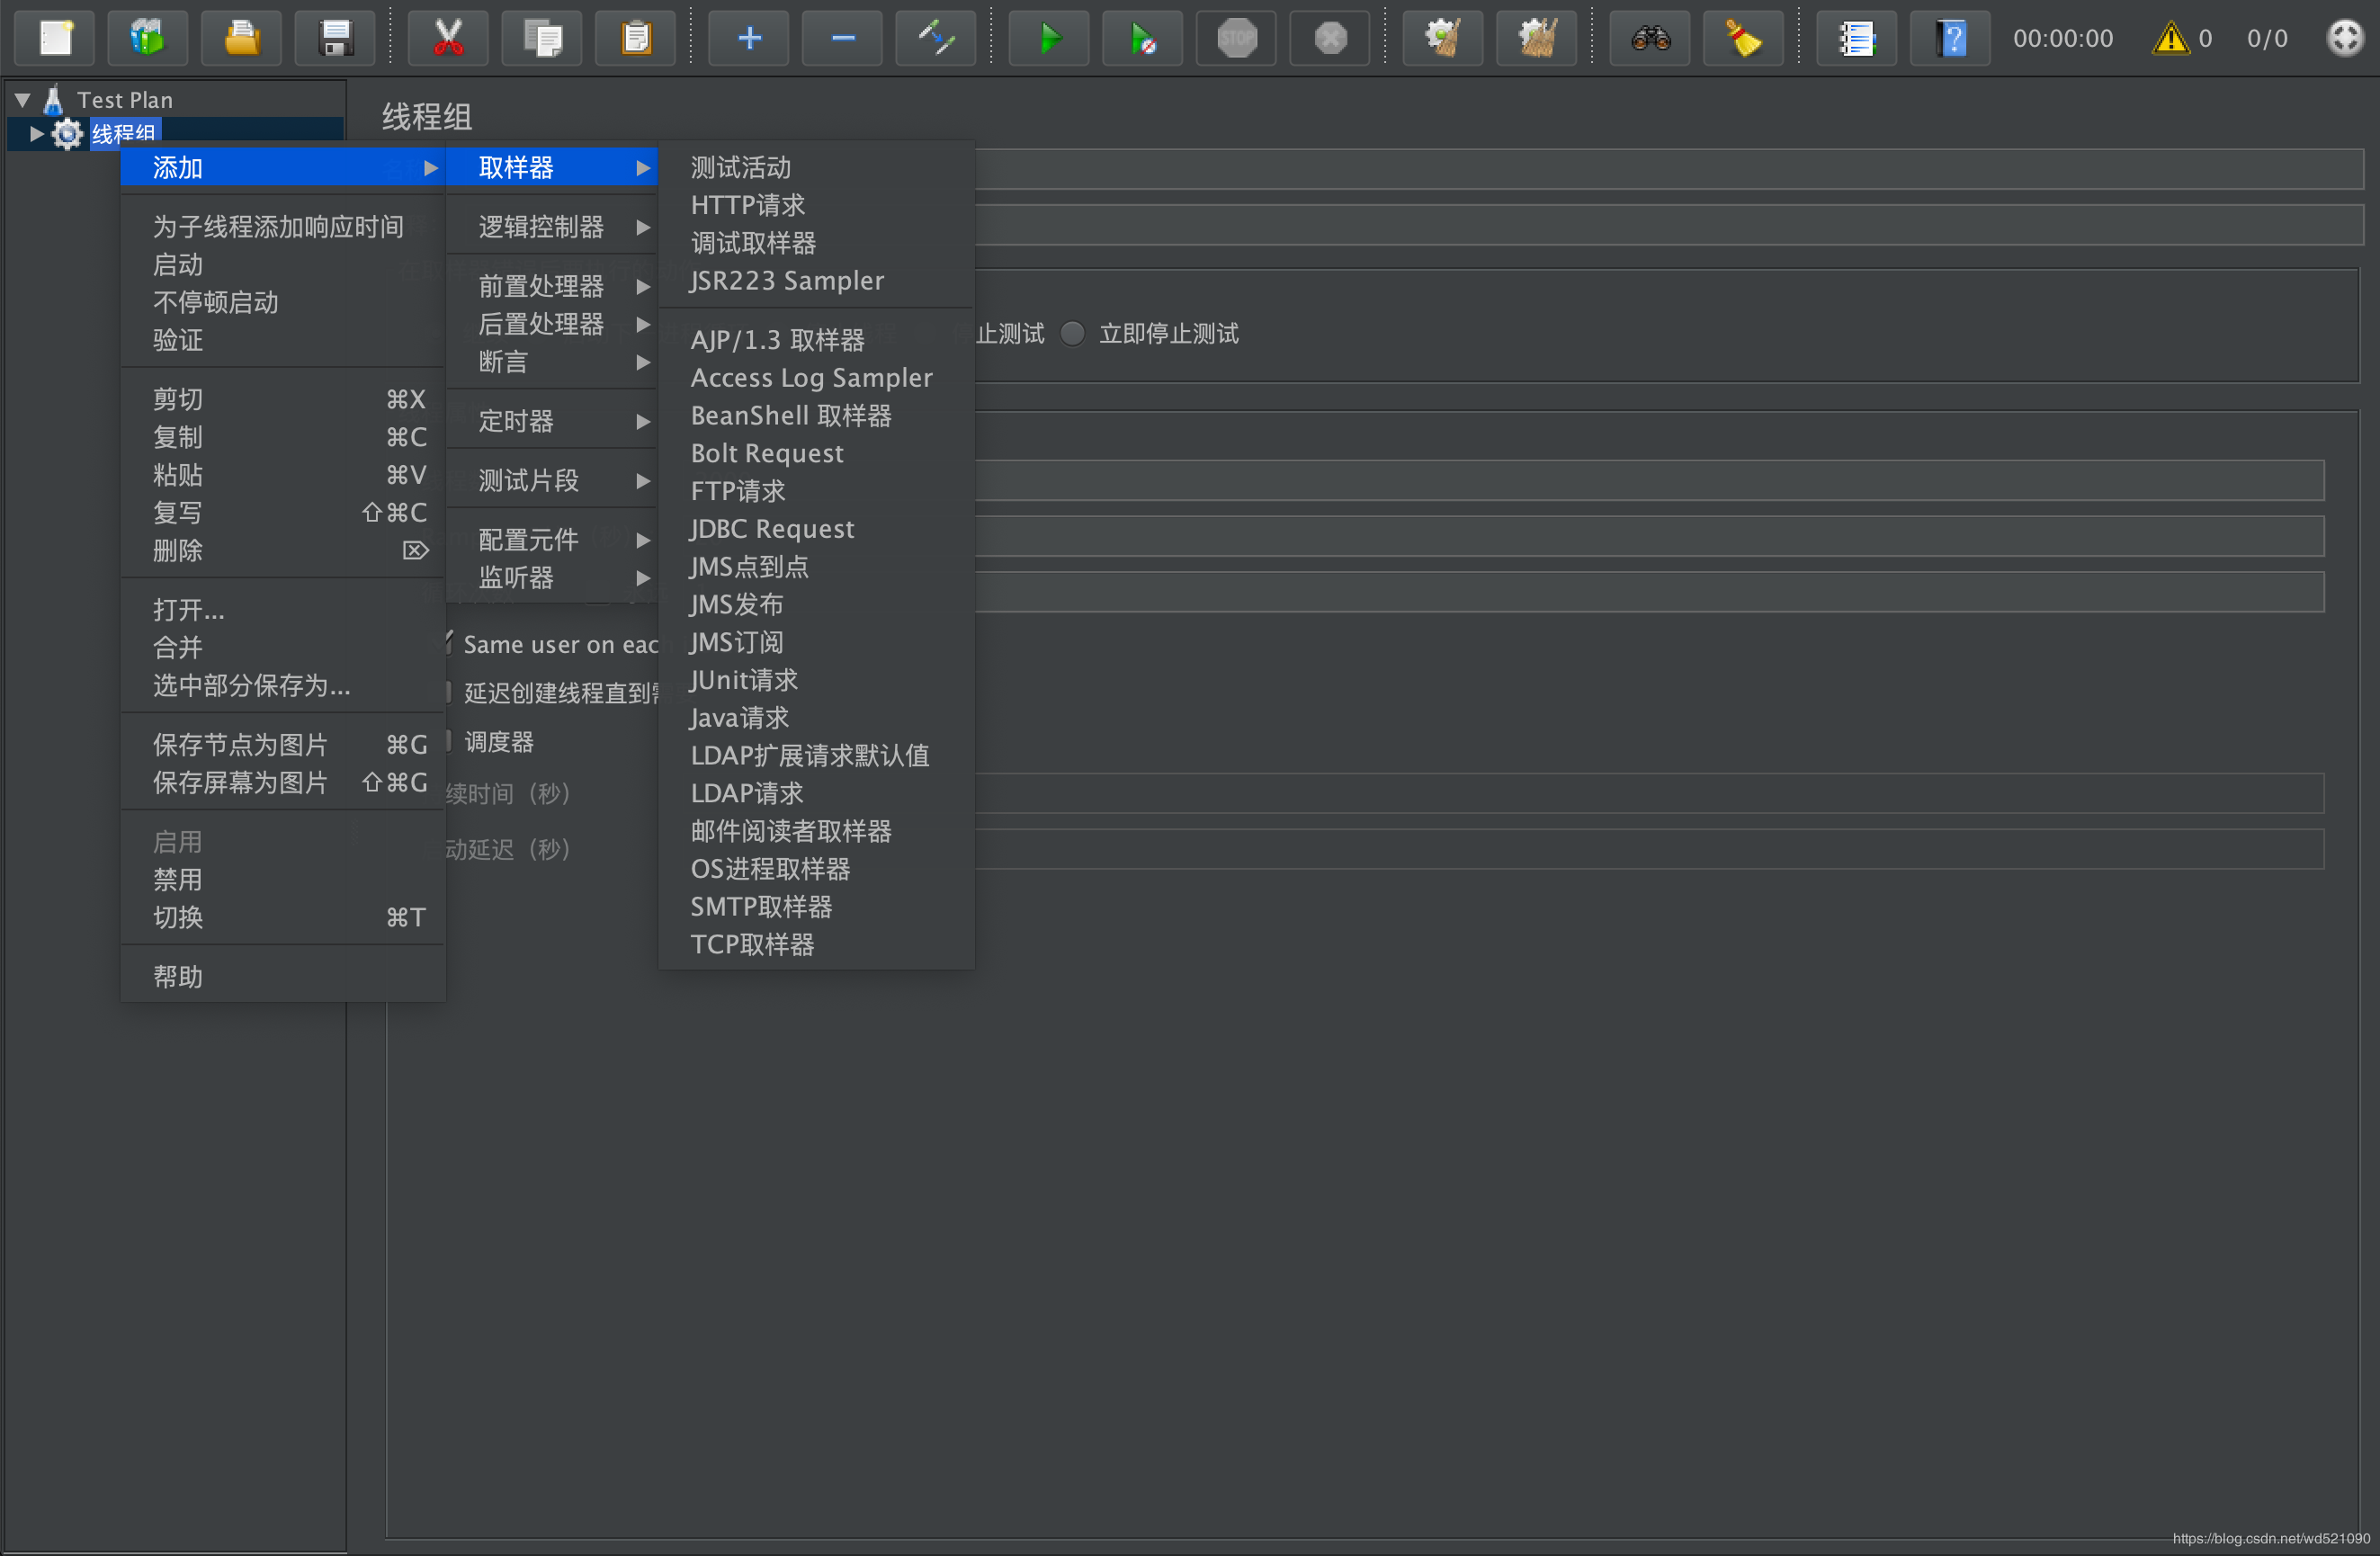 STOP
00:00:00
0
0/0
Test Plan
线程组
线程组
添加
为子线程添加响应时间
启动
不停顿启动
验证
剪切 ⌘X
复制 ⌘C
粘贴 ⌘V
复写 ⇧⌘C
删除 ⌦
打开...
合并
选中部分保存为...
保存节点为图片 ⌘G
保存屏幕为图片 ⇧⌘G
启用
禁用
切换 ⌘T
帮助
取样器
逻辑控制器
前置处理器
后置处理器
断言
定时器
测试片段
配置元件
监听器
测试活动
HTTP请求
调试取样器
JSR223 Sampler
AJP/1.3 取样器
Access Log Sampler
BeanShell 取样器
Bolt Request
FTP请求
JDBC Request
JMS点到点
JMS发布
JMS订阅
JUnit请求
Java请求
LDAP扩展请求默认值
LDAP请求
邮件阅读者取样器
OS进程取样器
SMTP取样器
TCP取样器
止测试 立即停止测试
Same user on eac
延迟创建线程直到
调度器
续时间（秒）
动延迟（秒）
https://blog.csdn.net/wd521090